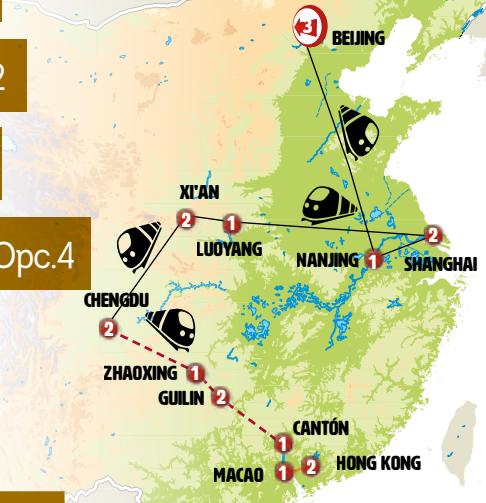 3
BEIJING
2
XI'AN
2
1
LUOYANG
NANJING
1
2
SHANGHAI
Opc.4
CHENGDU
2
ZHAOXING
1
GUILIN
2
CANTÓN
1
MACAO
1
2
HONG KONG